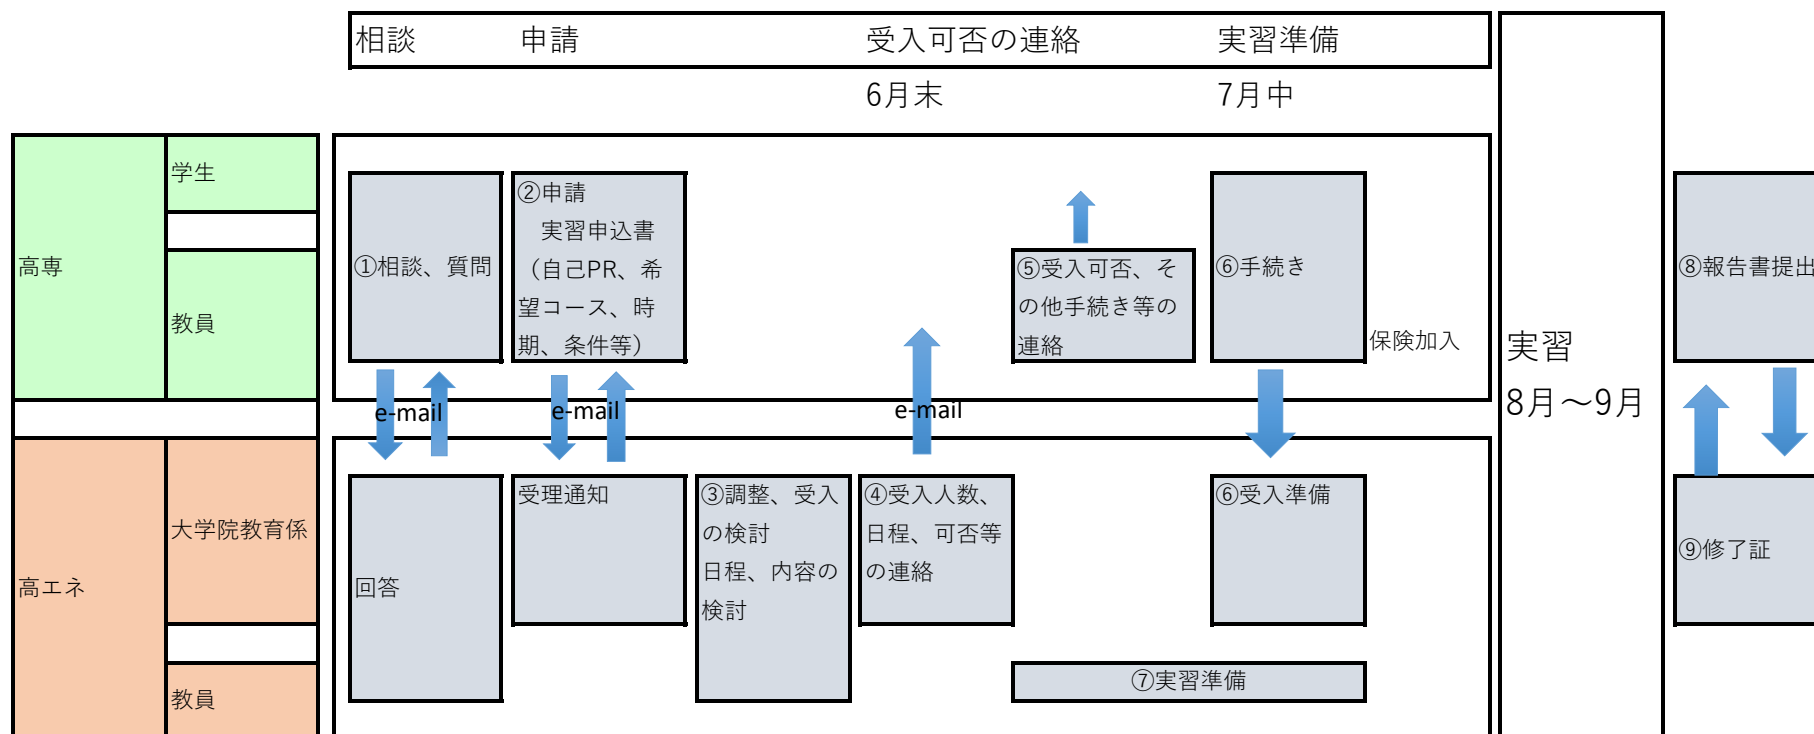 相談
申請
受入可否の連絡
実習準備
6月末
7月中
高専
学生
教員
①相談、質問
②申請
実習申込書
（自己PR、希
望コース、時
期、条件等）
⑤受入可否、そ
の他手続き等の
連絡
⑥手続き
保険加入
実習
8月～9月
⑧報告書提出
e-mail
e-mail
e-mail
高エネ
大学院教育係
教員
回答
受理通知
③調整、受入
の検討
日程、内容の
検討
④受入人数、
日程、可否等
の連絡
⑥受入準備
⑦実習準備
⑨修了証